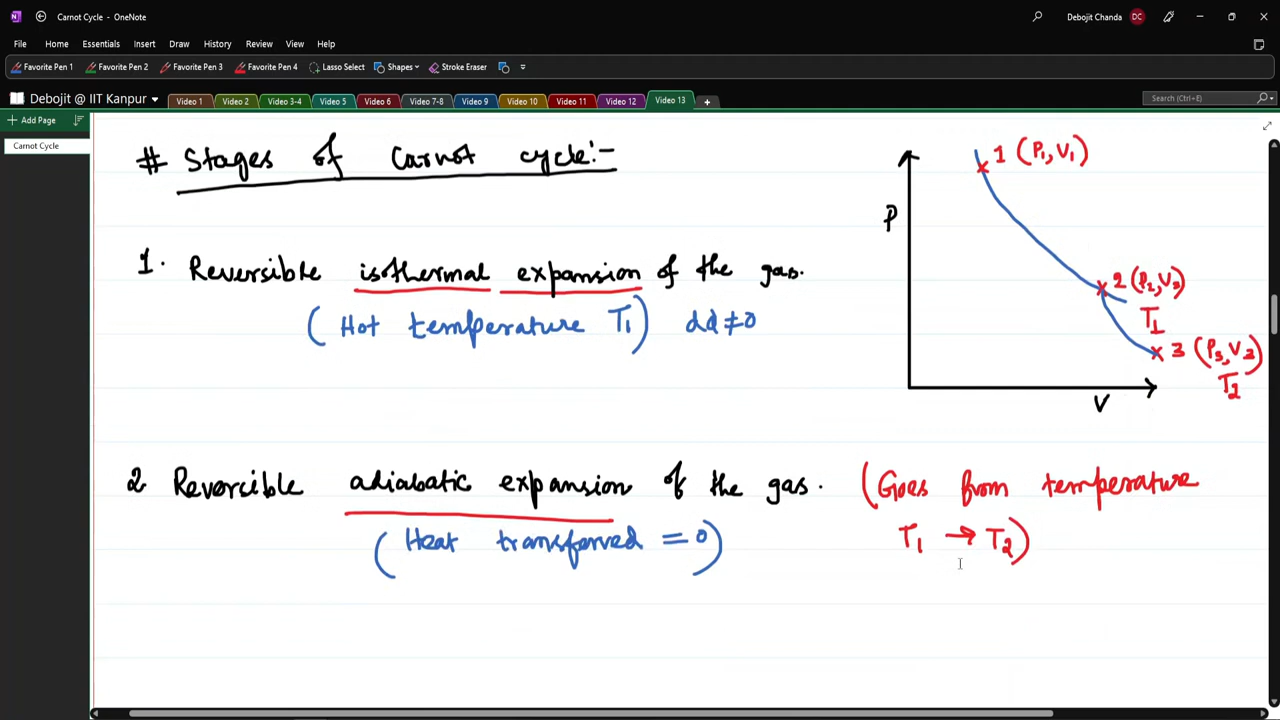 Carnot Cycle - OneNote
Debojit Chanda DC
File Home Essentials Insert Draw History Review View Help
Favorite Pen 1 Favorite Pen 2 Favorite Pen 3 Favorite Pen 4 Lasso Select Shapes Stroke Eraser
Debojit @ IIT Kanpur Video 1 Video 2 Video 3-4 Video 5 Video 6 Video 7-8 Video 9 Video 10 Video 11 Video 12 Video 13 + Search (Ctrl+E)
+ Add Page
Carnot Cycle
# Stages of Carnot cycle:-
1 (P₁,V₁)
P
1. Reversible isothermal expansion of the gas.
2 (P₂,V₂)
(Hot temperature T₁) dq≠0
T₁
3 (P₃,V₃)
T₂
V
2 Reversible adiabatic expansion of the gas. (Goes from temperature
(Heat transferred = 0) T₁ → T₂)